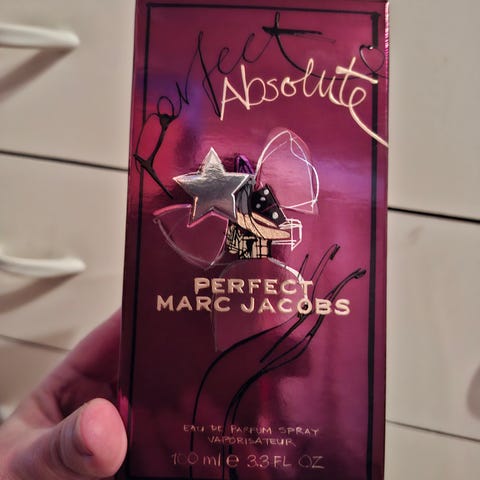 Perfect
Absolute
PERFECT
MARC JACOBS
EAU DE PARFUM SPRAY
VAPORISATEUR
100 ml e 3.3 FL OZ